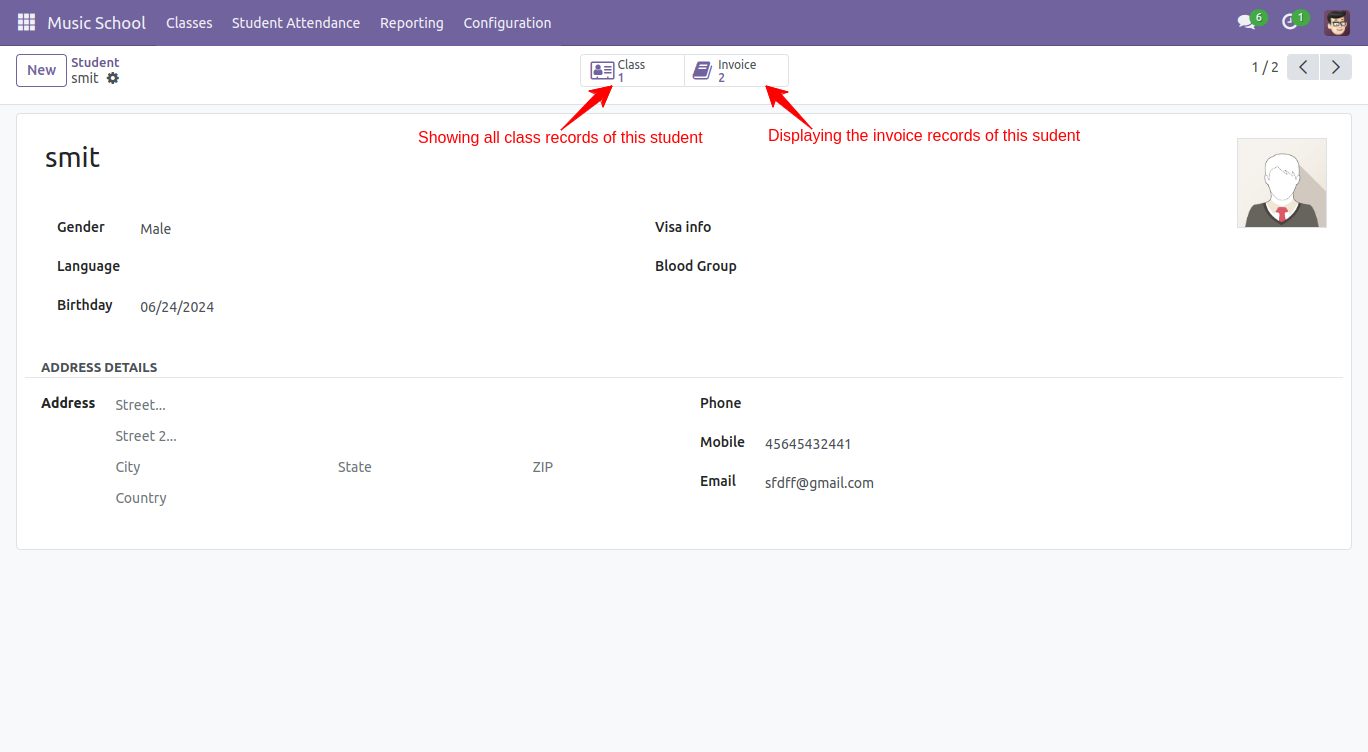 Music School Classes Student Attendance Reporting Configuration 6 1
New Student
smit
Class
1
Invoice
2
1 / 2
Showing all class records of this student
Displaying the invoice records of this sudent
smit
Gender Male
Visa info
Language
Blood Group
Birthday 06/24/2024
ADDRESS DETAILS
Address Street...
Street 2...
City State ZIP
Country
Phone
Mobile 45645432441
Email sfdff@gmail.com